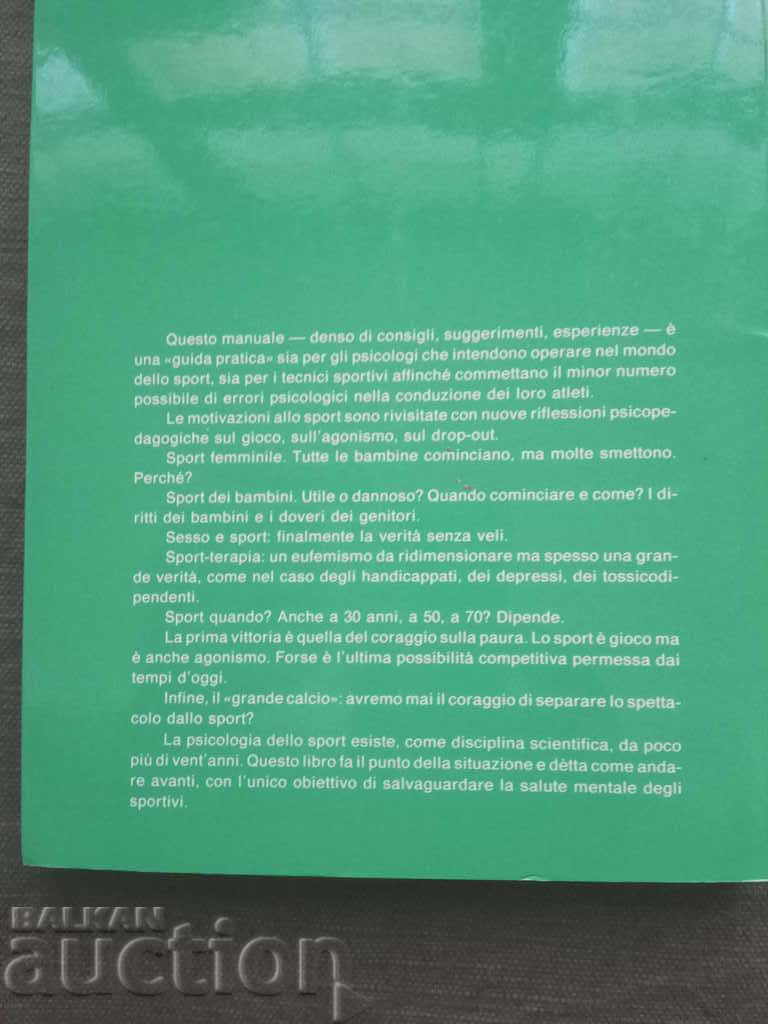 Questo manuale — denso di consigli, suggerimenti, esperienze — è
una «guida pratica» sia per gli psicologi che intendono operare nel mondo
dello sport, sia per i tecnici sportivi affinché commettano il minor numero
possibile di errori psicologici nella conduzione dei loro atleti.
Le motivazioni allo sport sono rivisitate con nuove riflessioni psicope-
dagogiche sul gioco, sull'agonismo, sul drop-out.
Sport femminile. Tutte le bambine cominciano, ma molte smettono.
Perché?
Sport dei bambini. Utile o dannoso? Quando cominciare e come? I di-
ritti dei bambini e i doveri dei genitori.
Sesso e sport: finalmente la verità senza veli.
Sport-terapia: un eufemismo da ridimensionare ma spesso una gran-
de verità, come nel caso degli handicappati, dei depressi, dei tossicodi-
pendenti.
Sport quando? Anche a 30 anni, a 50, a 70? Dipende.
La prima vittoria è quella del coraggio sulla paura. Lo sport è gioco ma
è anche agonismo. Forse è l'ultima possibilità competitiva permessa dai
tempi d'oggi.
Infine, il «grande calcio»: avremo mai il coraggio di separare lo spetta-
colo dallo sport?
La psicologia dello sport esiste, come disciplina scientifica, da poco
più di vent'anni. Questo libro fa il punto della situazione e dètta come anda-
re avanti, con l'unico obiettivo di salvaguardare la salute mentale degli
sportivi.
BALKAN
auction